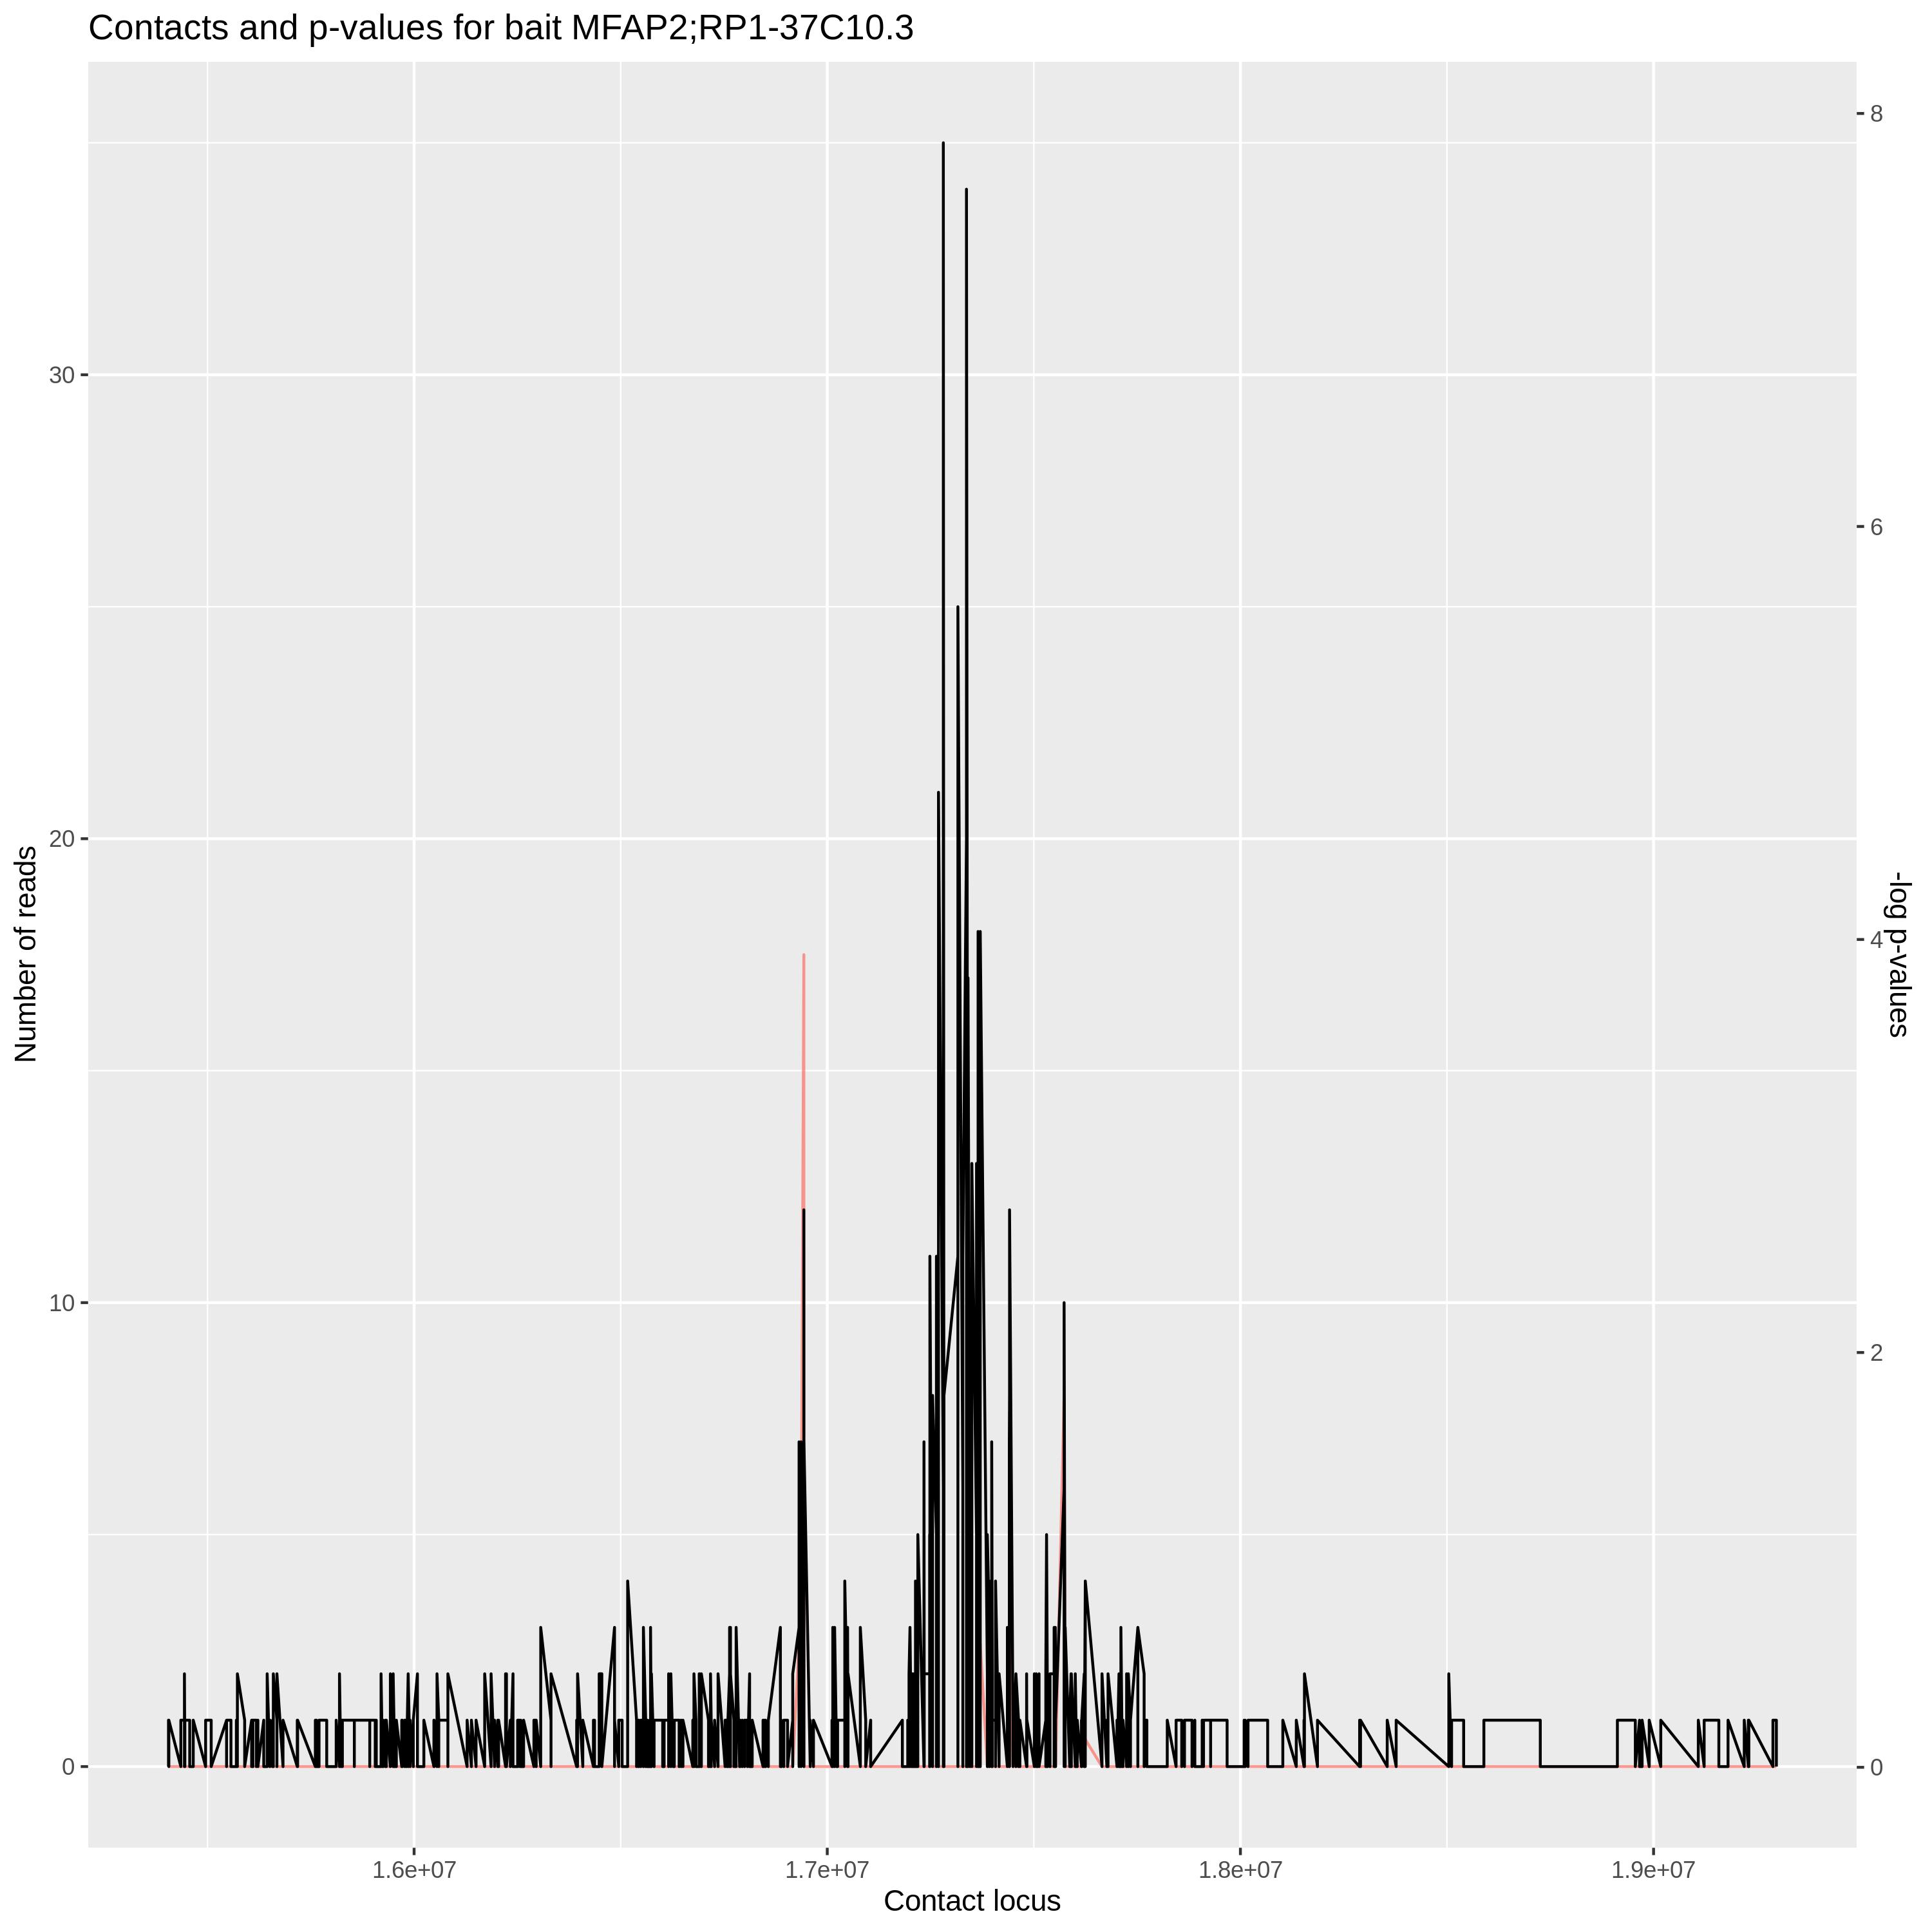 Contacts and p-values for bait MFAP2;RP1-37C10.3
8
30
6
20
4
10
2
0
0
Number of reads
-log p-values
1.6e+07
1.7e+07
1.8e+07
1.9e+07
Contact locus